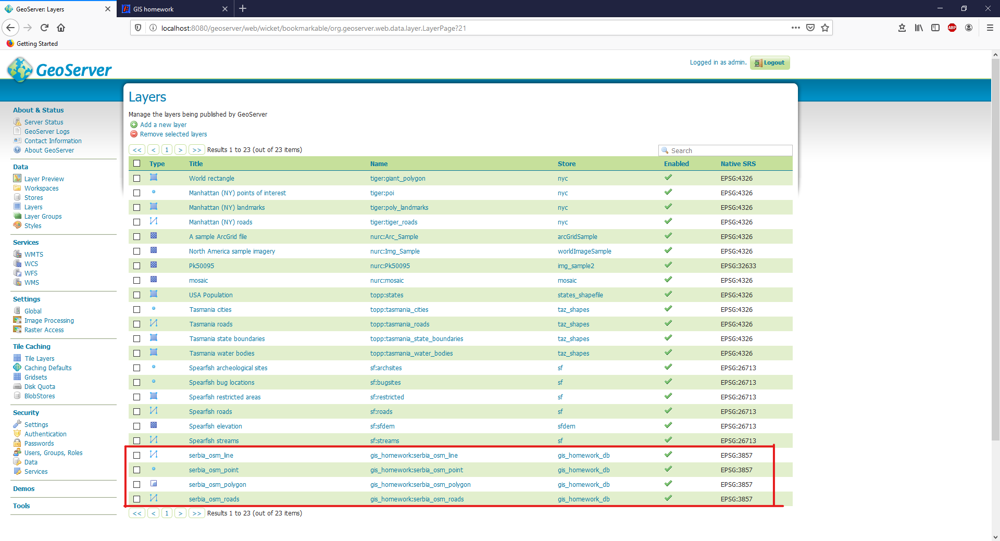 GeoServer: Layers
GIS homework
localhost:8080/geoserver/web/wicket/bookmarkable/org.geoserver.web.data.layer.LayerPage?21
ABP
Getting Started
GeoServer
Logged in as admin.
Logout
About & Status
Server Status
GeoServer Logs
Contact Information
About GeoServer
Data
Layer Preview
Workspaces
Stores
Layers
Layer Groups
Styles
Services
WMTS
WCS
WFS
WMS
Settings
Global
Image Processing
Raster Access
Tile Caching
Tile Layers
Caching Defaults
Gridsets
Disk Quota
BlobStores
Security
Settings
Authentication
Passwords
Users, Groups, Roles
Data
Services
Demos
Tools
Layers
Manage the layers being published by GeoServer
Add a new layer
Remove selected layers
<< < 1 > >> Results 1 to 23 (out of 23 items)
Search
Type Title Name Store Enabled Native SRS
World rectangle tiger:giant_polygon nyc EPSG:4326
Manhattan (NY) points of interest tiger:poi nyc EPSG:4326
Manhattan (NY) landmarks tiger:poly_landmarks nyc EPSG:4326
Manhattan (NY) roads tiger:tiger_roads nyc EPSG:4326
A sample ArcGrid file nurc:Arc_Sample arcGridSample EPSG:4326
North America sample imagery nurc:Img_Sample worldImageSample EPSG:4326
Pk50095 nurc:Pk50095 img_sample2 EPSG:32633
mosaic nurc:mosaic mosaic EPSG:4326
USA Population topp:states states_shapefile EPSG:4326
Tasmania cities topp:tasmania_cities taz_shapes EPSG:4326
Tasmania roads topp:tasmania_roads taz_shapes EPSG:4326
Tasmania state boundaries topp:tasmania_state_boundaries taz_shapes EPSG:4326
Tasmania water bodies topp:tasmania_water_bodies taz_shapes EPSG:4326
Spearfish archeological sites sf:archsites sf EPSG:26713
Spearfish bug locations sf:bugsites sf EPSG:26713
Spearfish restricted areas sf:restricted sf EPSG:26713
Spearfish roads sf:roads sf EPSG:26713
Spearfish elevation sf:sfdem sfdem EPSG:26713
Spearfish streams sf:streams sf EPSG:26713
serbia_osm_line gis_homework:serbia_osm_line gis_homework_db EPSG:3857
serbia_osm_point gis_homework:serbia_osm_point gis_homework_db EPSG:3857
serbia_osm_polygon gis_homework:serbia_osm_polygon gis_homework_db EPSG:3857
serbia_osm_roads gis_homework:serbia_osm_roads gis_homework_db EPSG:3857
<< < 1 > >> Results 1 to 23 (out of 23 items)